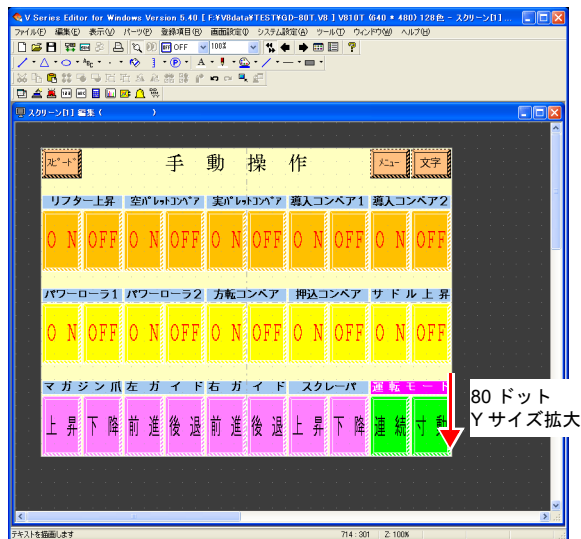 V Series Editor for Windows Version 5.40 [ F:¥V8data¥TEST¥GD-80T.V8 ] V810T (640 * 480) 128色 - スクリーン[1] ...
ファイル(F) 編集(E) 表示(V) パーツ(Q) 登録項目(R) 画面設定(I) システム設定(A) ツール(T) ウィンドウ(W) ヘルプ(H)
OFF 100%
スクリーン[1] 編集 ( )
スピード 手 動 操 作 メニュー 文字
リフター上昇 空パレットコンベア 実パレットコンベア 導入コンベア1 導入コンベア2
ON OFF ON OFF ON OFF ON OFF ON OFF
パワーローラ1 パワーローラ2 方転コンベア 押込コンベア サドル上昇
ON OFF ON OFF ON OFF ON OFF ON OFF
マガジン爪 左ガイド 右ガイド スクレーパ 運転モード
上昇 下降 前進 後退 前進 後退 上昇 下降 連続 寸動
80 ドット
Y サイズ拡大
テキストを描画します 714 : 301 Z: 100%